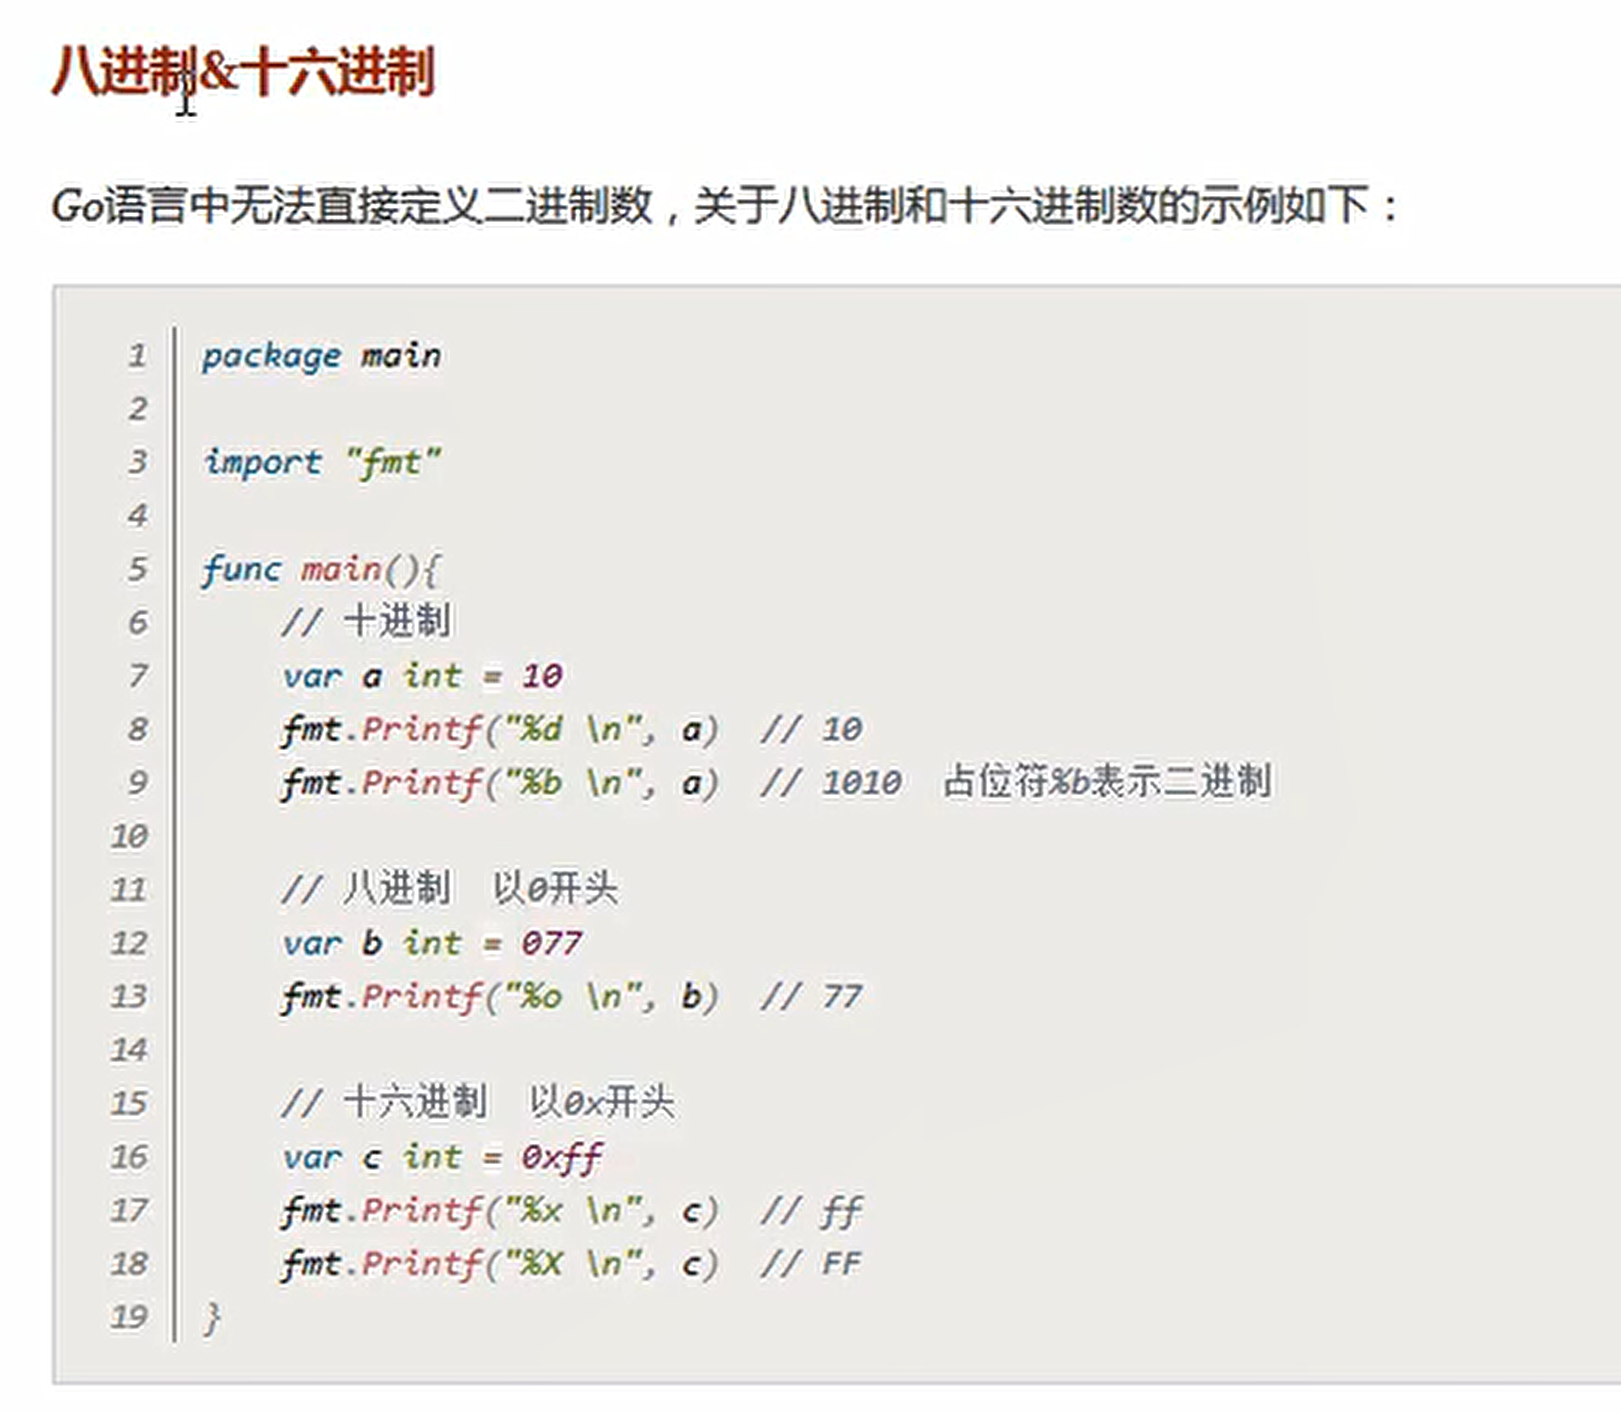 八进制&十六进制
Go语言中无法直接定义二进制数，关于八进制和十六进制数的示例如下：
1 package main
2
3 import "fmt"
4
5 func main(){
6     // 十进制
7     var a int = 10
8     fmt.Printf("%d \n", a)  // 10
9     fmt.Printf("%b \n", a)  // 1010  占位符%b表示二进制
10
11     // 八进制  以0开头
12     var b int = 077
13     fmt.Printf("%o \n", b)  // 77
14
15     // 十六进制  以0x开头
16     var c int = 0xff
17     fmt.Printf("%x \n", c)  // ff
18     fmt.Printf("%X \n", c)  // FF
19 }